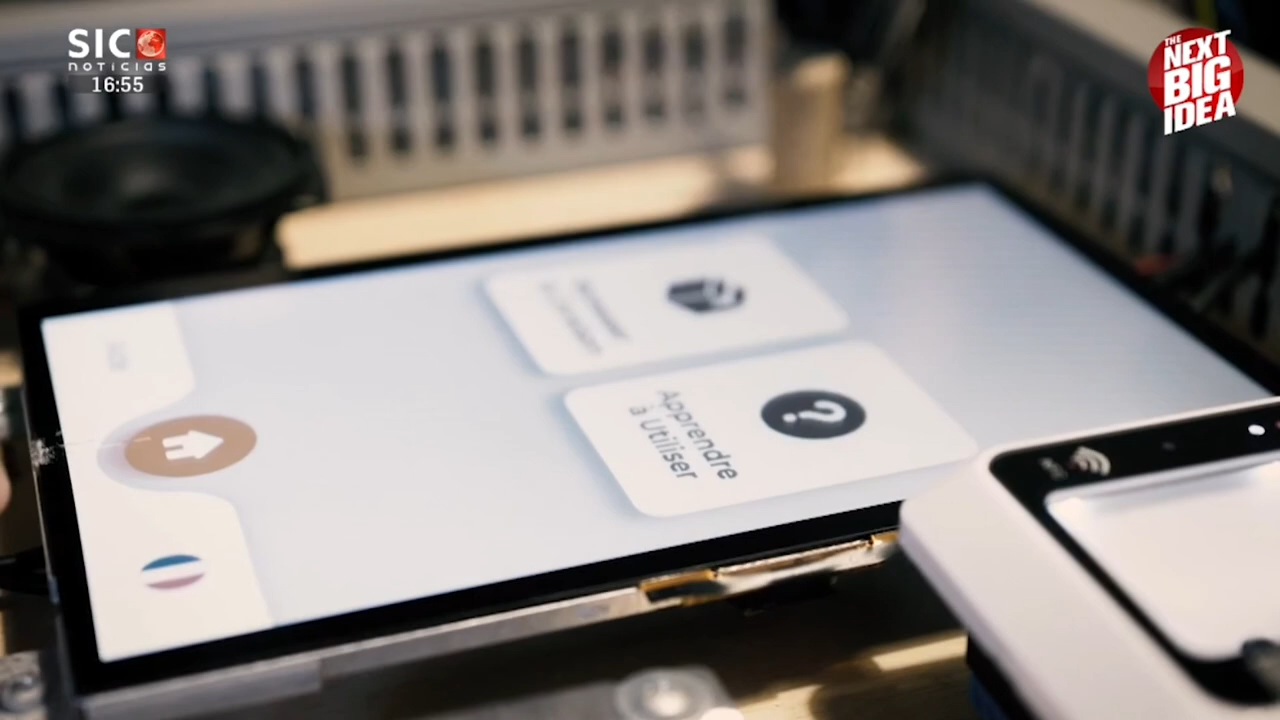 SIC
notícias
16:55
THE
NEXT
BIG
IDEA
Apprendre
à Utiliser